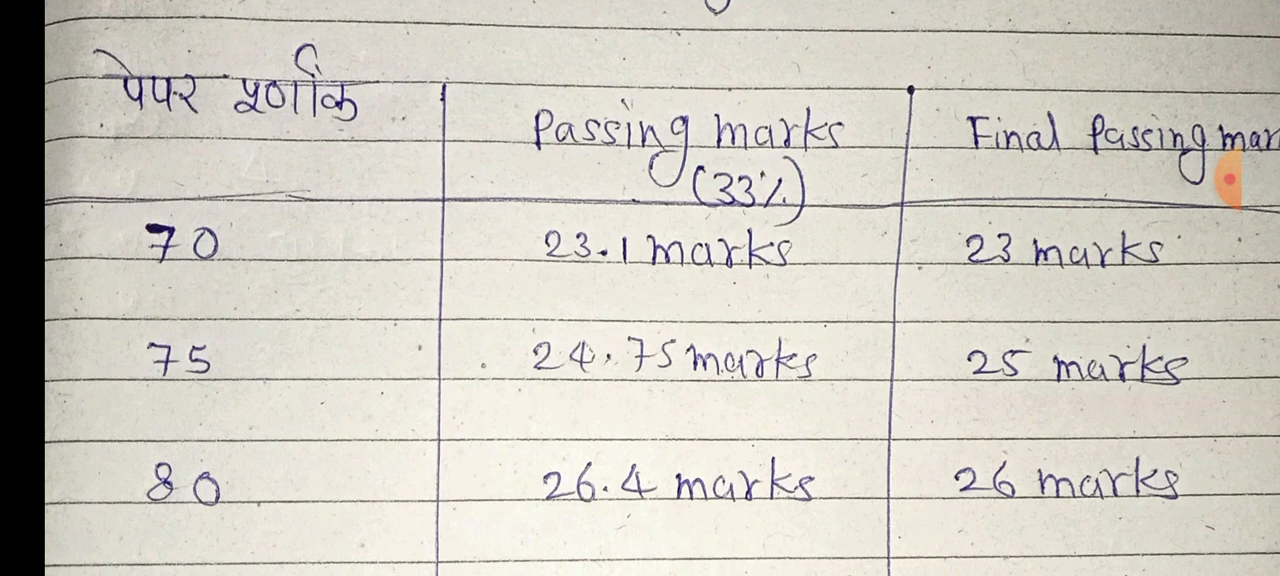 पेपर पूर्णांक Passing marks Final Passing mar
(33%)
70 23.1 marks 23 marks
75 24.75 marks 25 marks
80 26.4 marks 26 marks